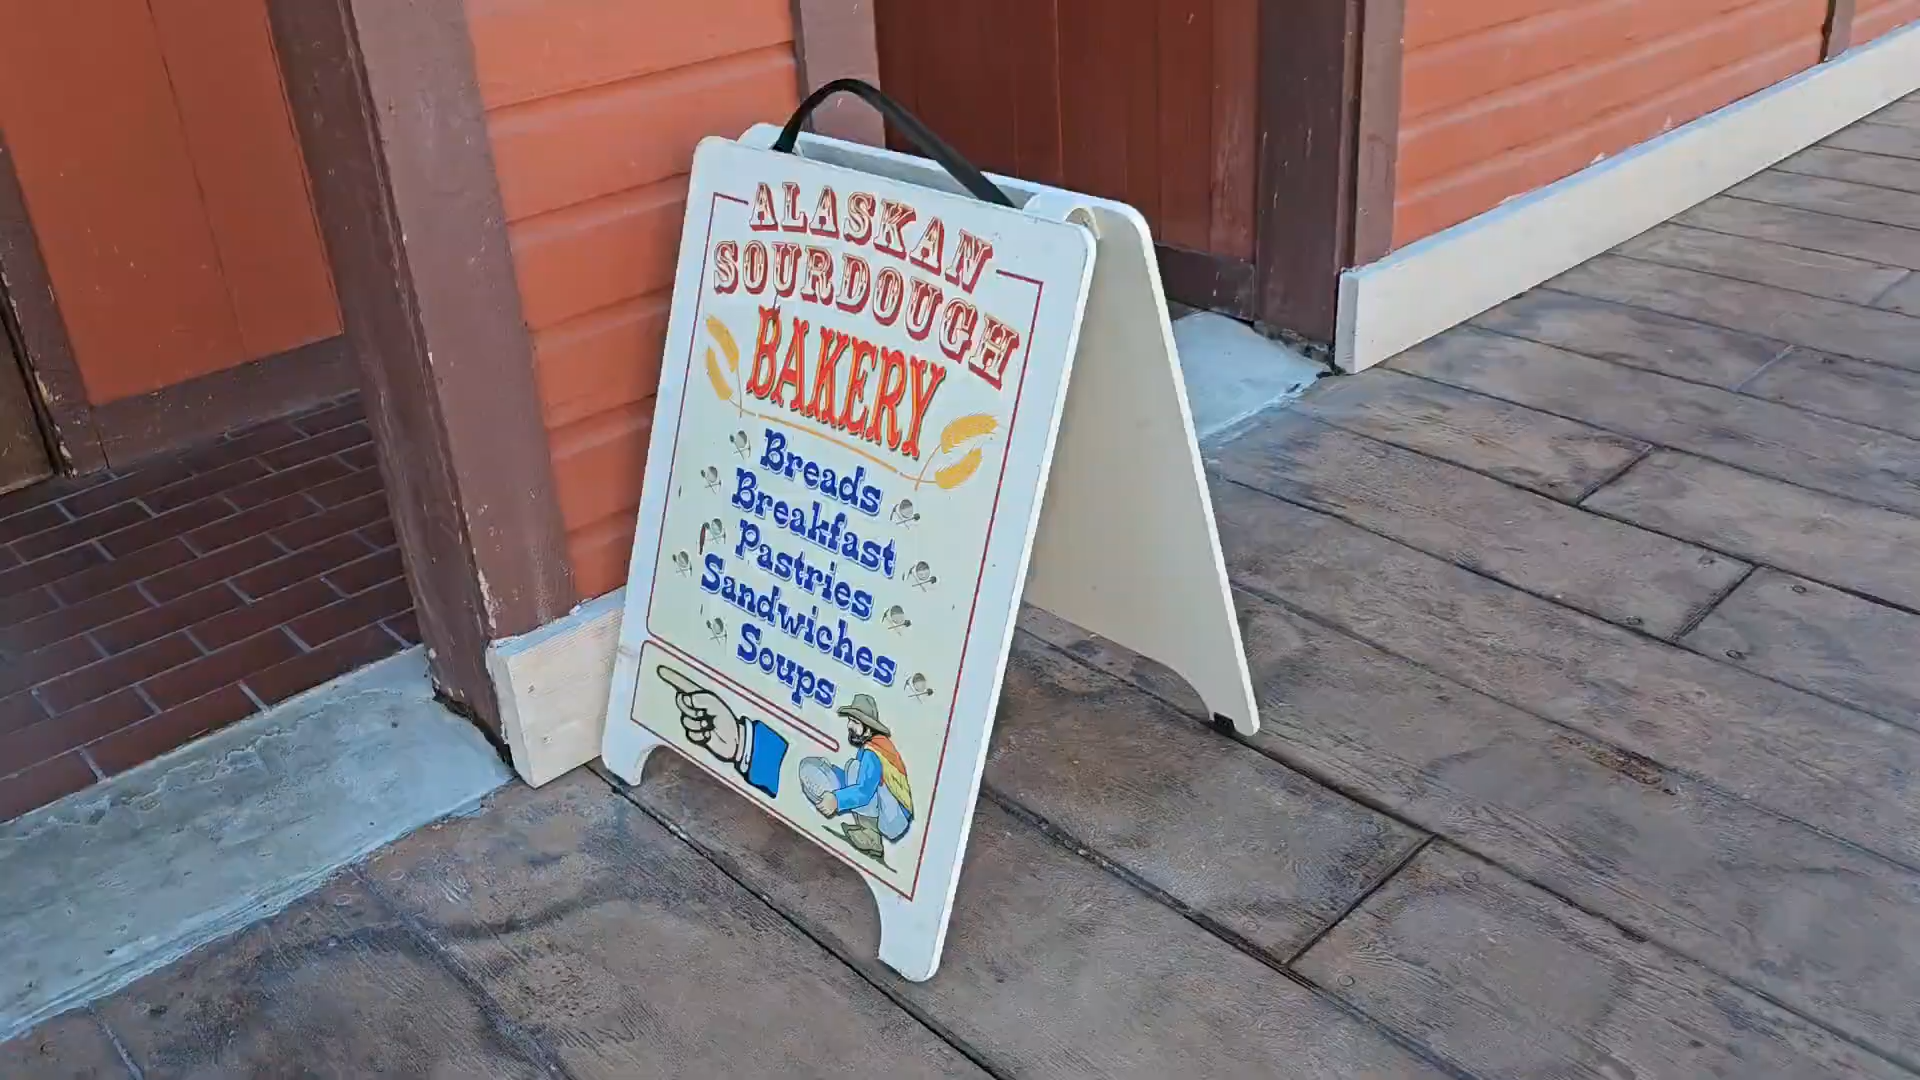 ALASKAN
SOURDOUGH
BAKERY
Breads
Breakfast
Pastries
Sandwiches
Soups